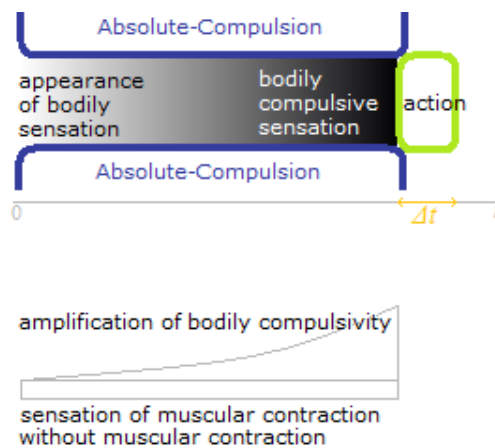 Absolute-Compulsion
appearance
of bodily
sensation
bodily
compulsive
sensation
action
Absolute-Compulsion
0
Δt
amplification of bodily compulsivity
sensation of muscular contraction
without muscular contraction